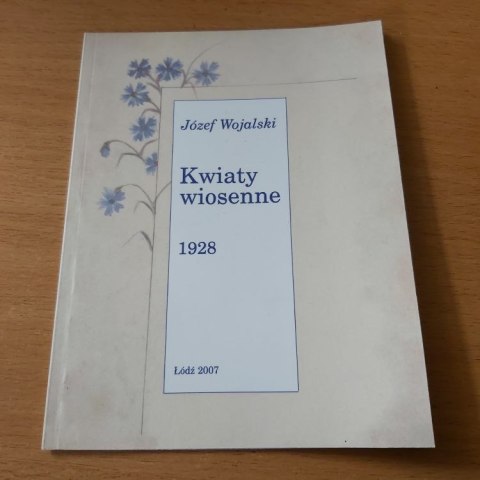 Józef Wojalski
Kwiaty
wiosenne
1928
Łódź 2007